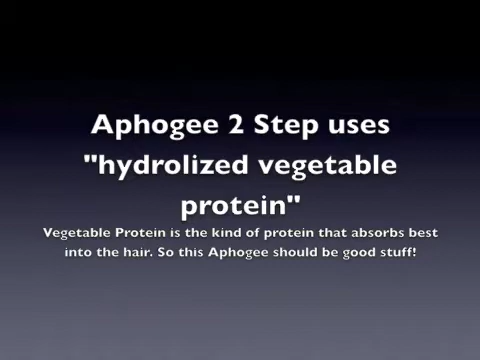 Aphogee 2 Step uses
"hydrolized vegetable
protein"
Vegetable Protein is the kind of protein that absorbs best
into the hair. So this Aphogee should be good stuff!